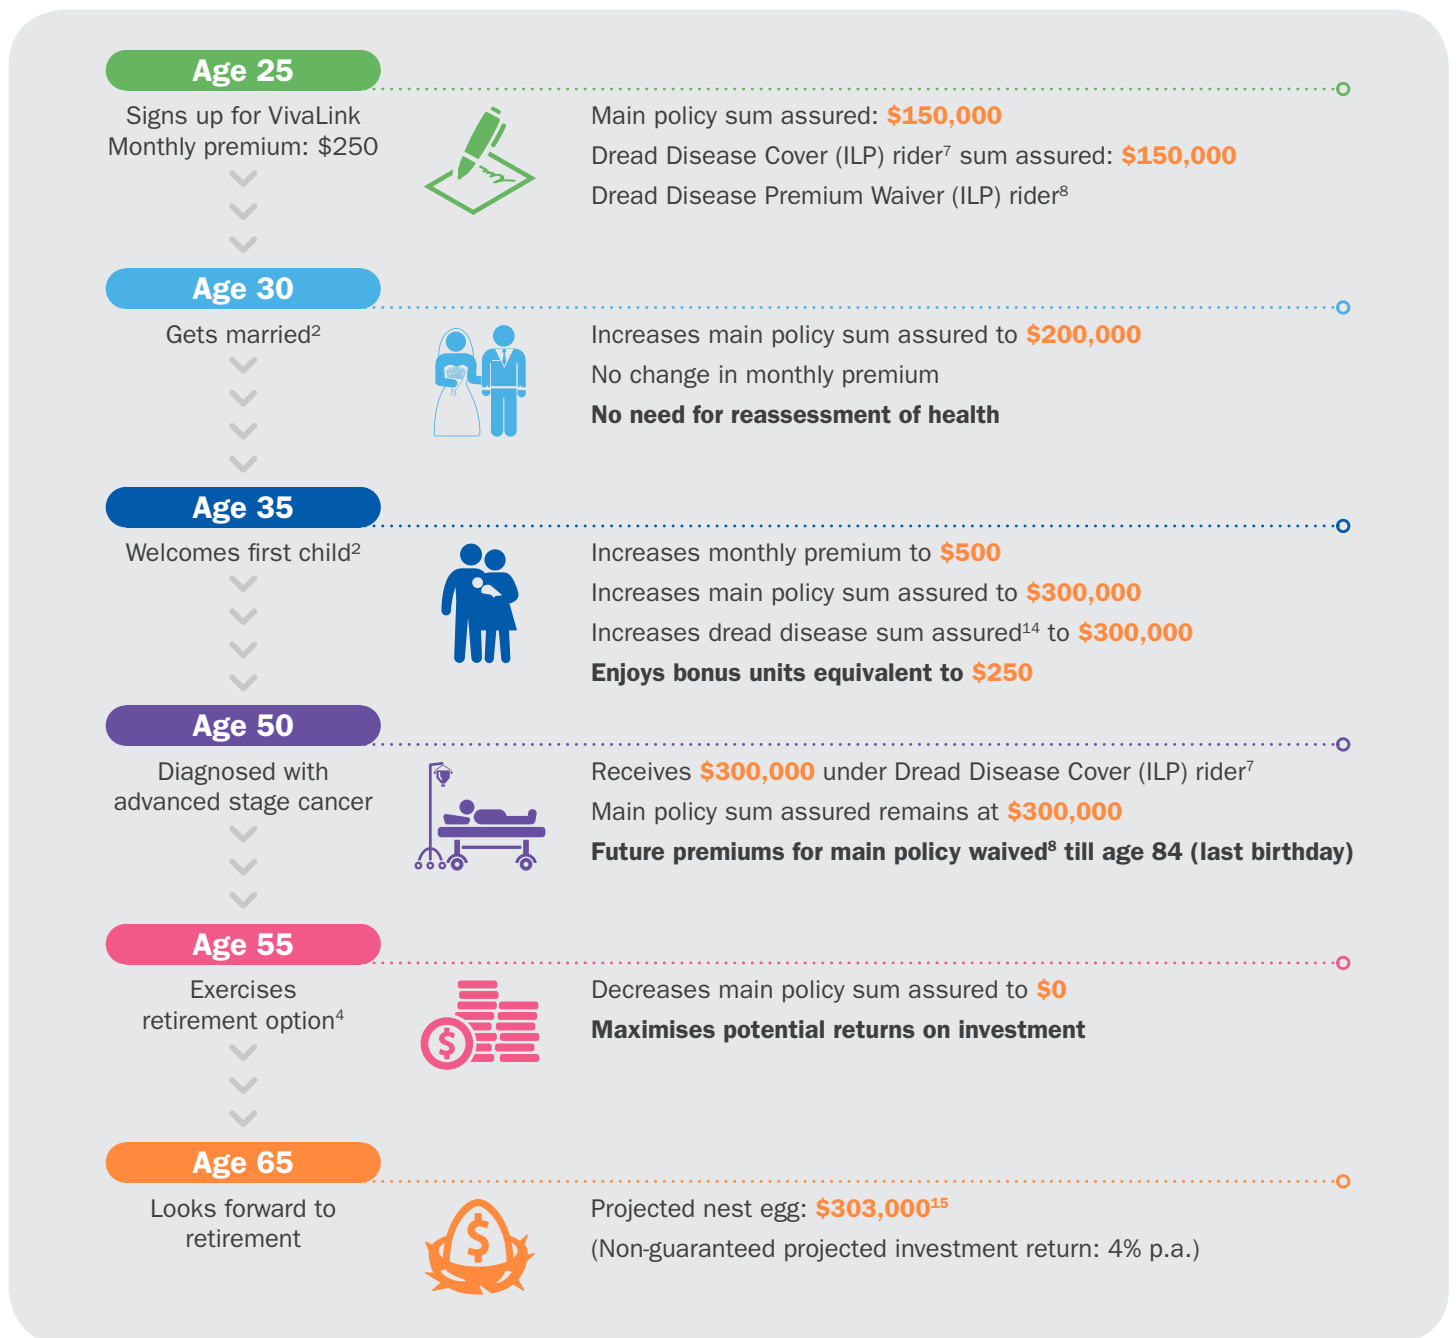 Age 25
Signs up for VivaLink
Monthly premium: $250
Main policy sum assured: $150,000
Dread Disease Cover (ILP) rider⁷ sum assured: $150,000
Dread Disease Premium Waiver (ILP) rider⁸
Age 30
Gets married²
Increases main policy sum assured to $200,000
No change in monthly premium
No need for reassessment of health
Age 35
Welcomes first child²
Increases monthly premium to $500
Increases main policy sum assured to $300,000
Increases dread disease sum assured¹⁴ to $300,000
Enjoys bonus units equivalent to $250
Age 50
Diagnosed with
advanced stage cancer
Receives $300,000 under Dread Disease Cover (ILP) rider⁷
Main policy sum assured remains at $300,000
Future premiums for main policy waived⁸ till age 84 (last birthday)
Age 55
Exercises
retirement option⁴
$
Decreases main policy sum assured to $0
Maximises potential returns on investment
Age 65
Looks forward to
retirement
$
Projected nest egg: $303,000¹⁵
(Non-guaranteed projected investment return: 4% p.a.)